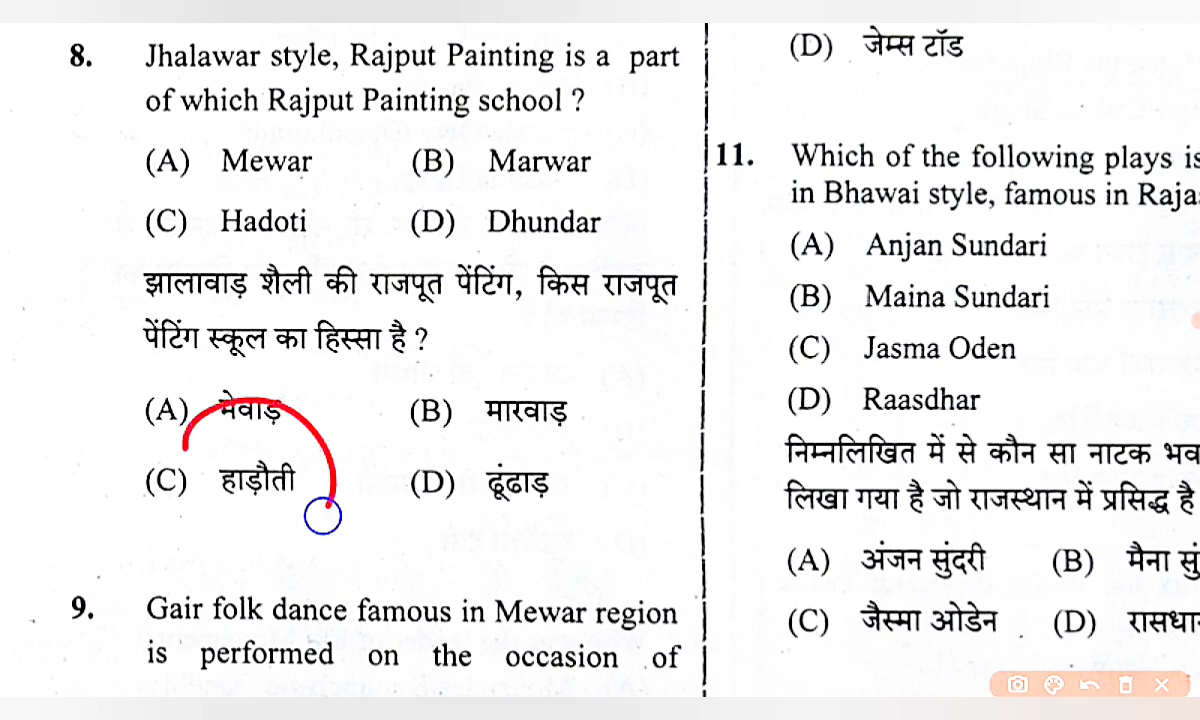 8. Jhalawar style, Rajput Painting is a part
of which Rajput Painting school ?
(A) Mewar (B) Marwar
(C) Hadoti (D) Dhundar
झालावाड़ शैली की राजपूत पेंटिंग, किस राजपूत
पेंटिंग स्कूल का हिस्सा है ?
(A) मेवाड़ (B) मारवाड़
(C) हाड़ौती (D) ढूंढाड़
9. Gair folk dance famous in Mewar region
is performed on the occasion of
(D) जेम्स टॉड
11. Which of the following plays is
in Bhawai style, famous in Raja
(A) Anjan Sundari
(B) Maina Sundari
(C) Jasma Oden
(D) Raasdhar
निम्नलिखित में से कौन सा नाटक भव
लिखा गया है जो राजस्थान में प्रसिद्ध है
(A) अंजन सुंदरी (B) मैना सुं
(C) जैस्मा ओडेन (D) रासधा